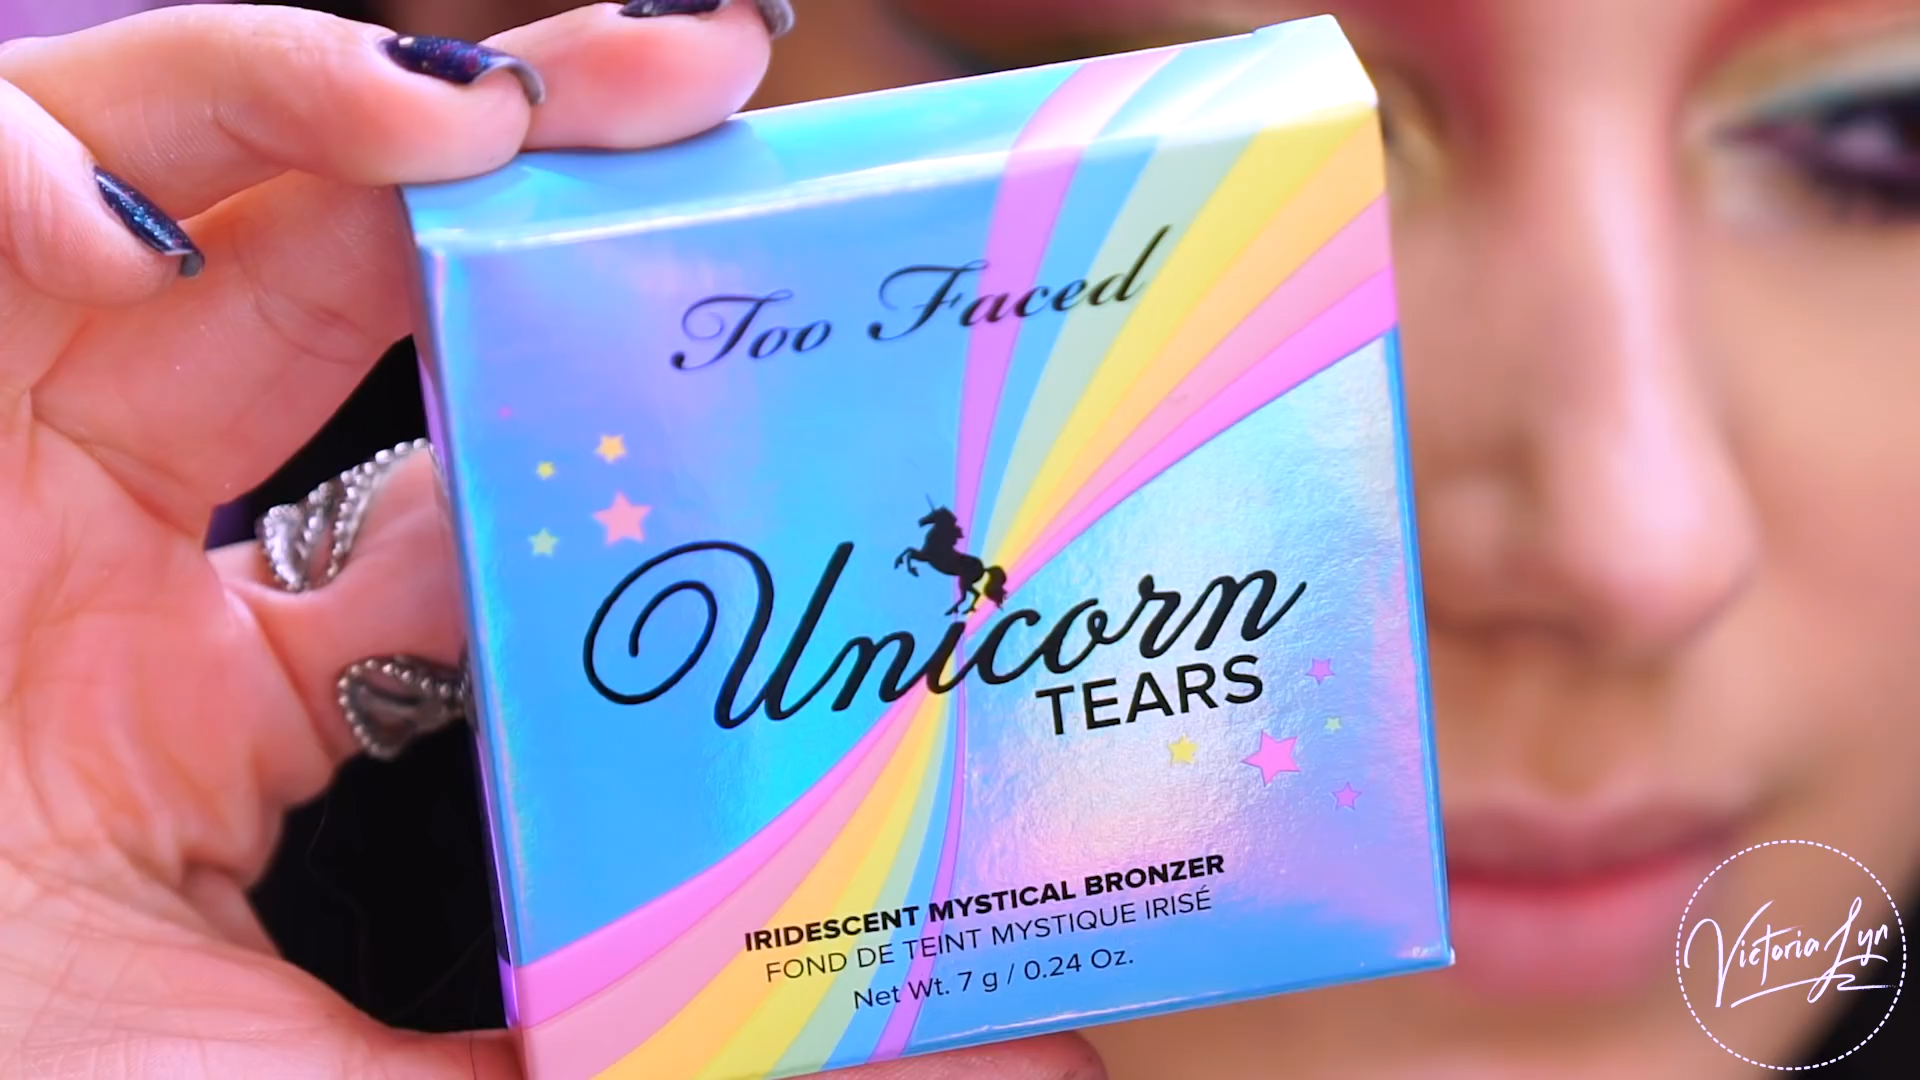 Too Faced
Unicorn
TEARS
IRIDESCENT MYSTICAL BRONZER
FOND DE TEINT MYSTIQUE IRISÉ
Net Wt. 7 g / 0.24 Oz.
Victoria Lyn